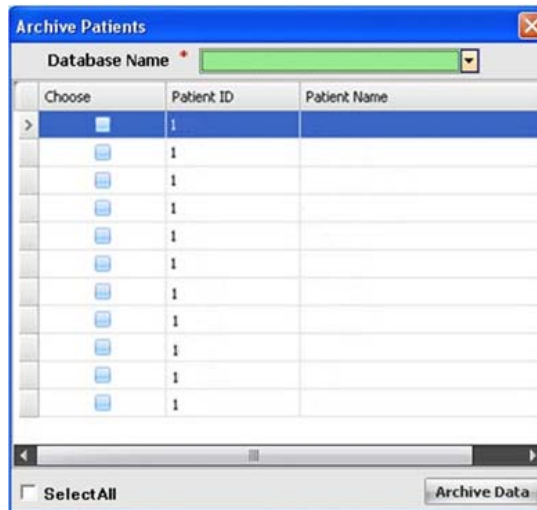 Archive Patients
Database Name *
Choose Patient ID Patient Name
1
1
1
1
1
1
1
1
1
1
1
SelectAll Archive Data